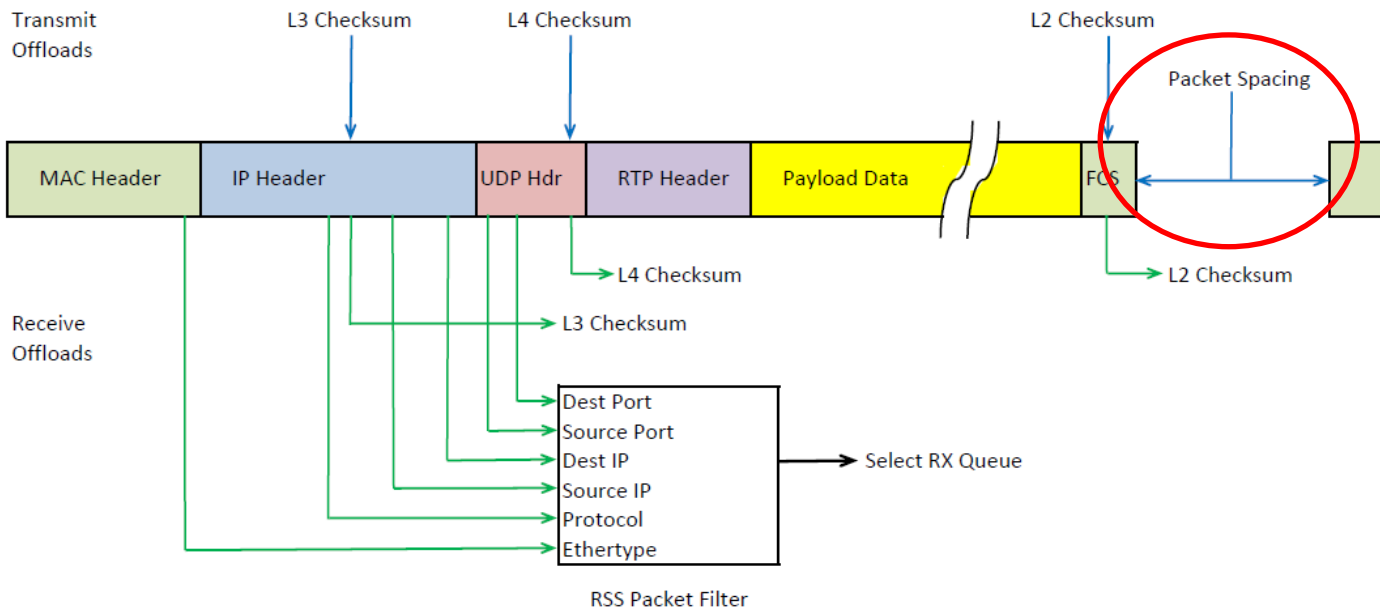 Transmit
Offloads
L3 Checksum
L4 Checksum
L2 Checksum
Packet Spacing
MAC Header
IP Header
UDP Hdr
RTP Header
Payload Data
FCS
L4 Checksum
L2 Checksum
Receive
Offloads
L3 Checksum
Dest Port
Source Port
Dest IP
Source IP
Protocol
Ethertype
Select RX Queue
RSS Packet Filter